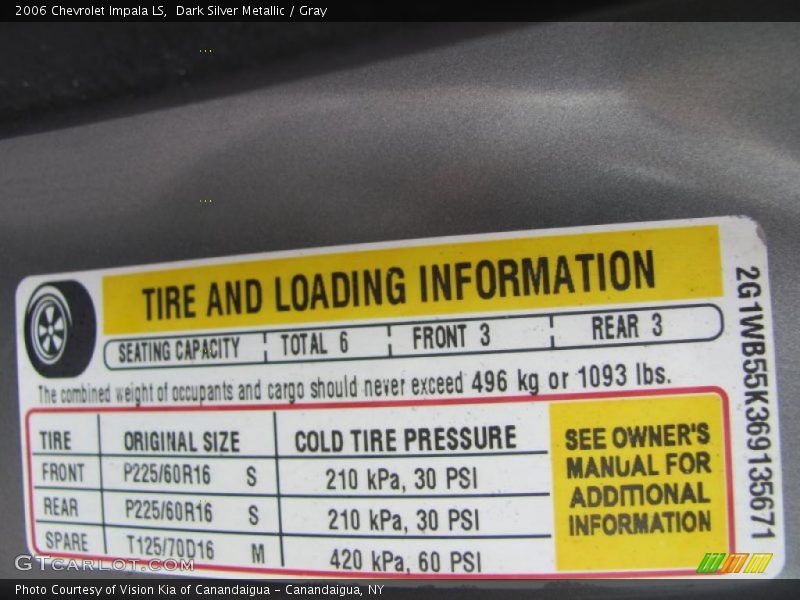 2006 Chevrolet Impala LS,  Dark Silver Metallic / Gray
TIRE AND LOADING INFORMATION
SEATING CAPACITY TOTAL 6 FRONT 3 REAR 3
The combined weight of occupants and cargo should never exceed 496 kg or 1093 lbs.
TIRE ORIGINAL SIZE COLD TIRE PRESSURE
FRONT P225/60R16 S 210 kPa, 30 PSI
REAR P225/60R16 S 210 kPa, 30 PSI
SPARE T125/70D16 M 420 kPa, 60 PSI
SEE OWNER'S
MANUAL FOR
ADDITIONAL
INFORMATION
2G1WB55K369135671
GTCARLOT.COM
Photo Courtesy of Vision Kia of Canandaigua - Canandaigua, NY